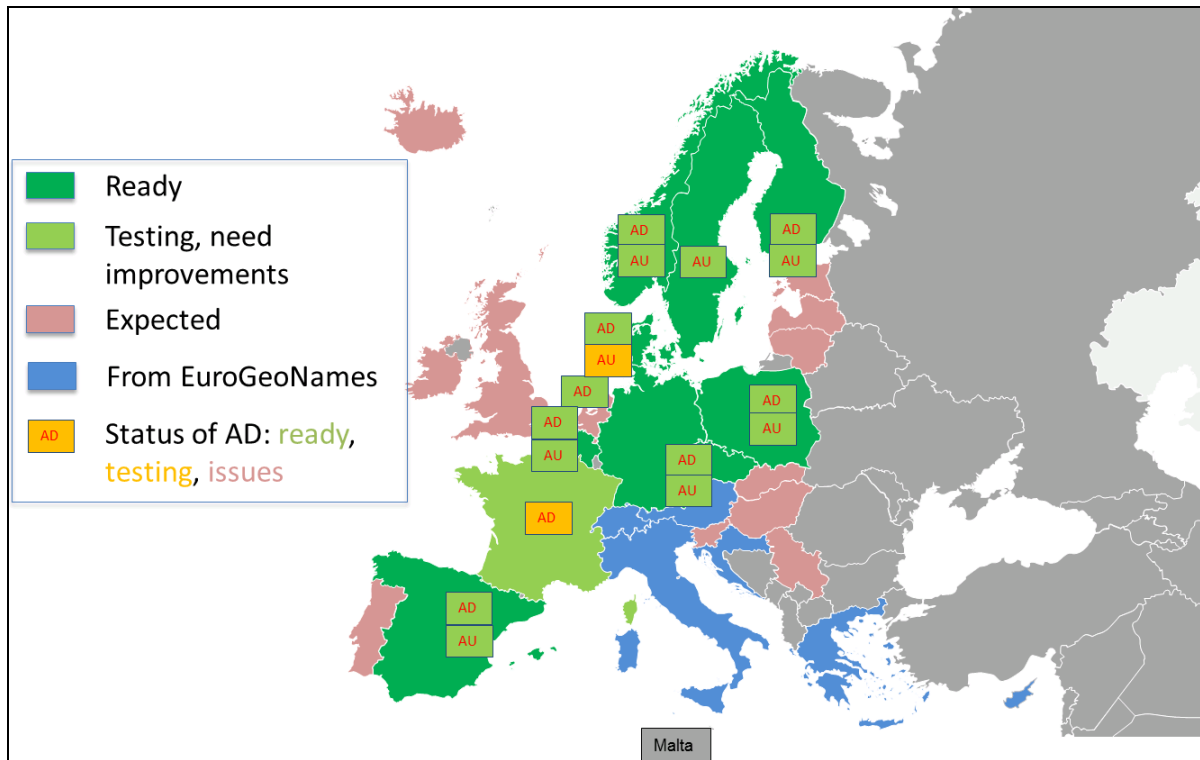 Ready
Testing, need
improvements
Expected
From EuroGeoNames
AD
Status of AD: ready,
testing, issues
AD
AU
AU
AD
AU
AD
AU
AD
AD
AU
AD
AU
AD
AU
AD
AD
AU
Malta